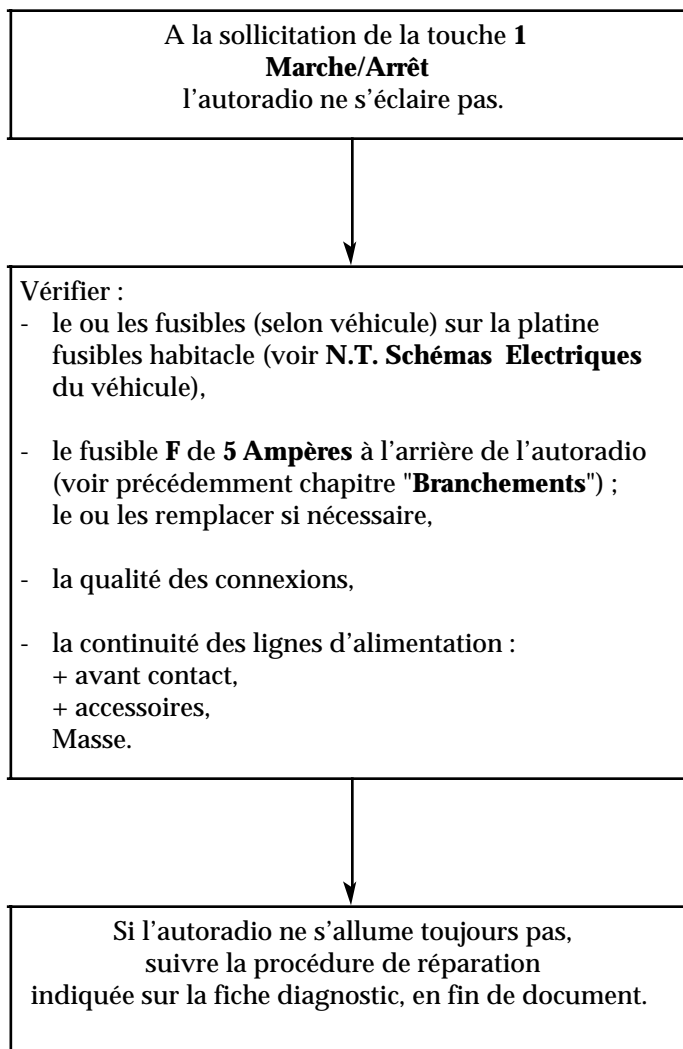 A la sollicitation de la touche 1
Marche/Arrêt
l’autoradio ne s’éclaire pas.
Vérifier :
- le ou les fusibles (selon véhicule) sur la platine
fusibles habitacle (voir N.T. Schémas Electriques
du véhicule),
- le fusible F de 5 Ampères à l’arrière de l’autoradio
(voir précédemment chapitre "Branchements") ;
le ou les remplacer si nécessaire,
- la qualité des connexions,
- la continuité des lignes d’alimentation :
+ avant contact,
+ accessoires,
Masse.
Si l’autoradio ne s’allume toujours pas,
suivre la procédure de réparation
indiquée sur la fiche diagnostic, en fin de document.